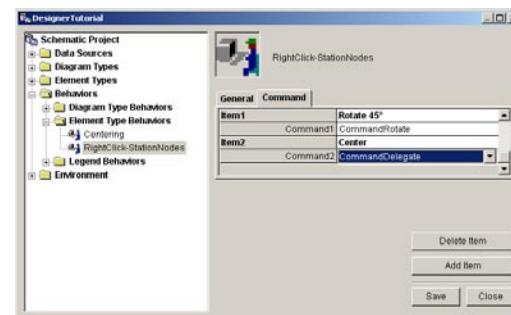 DesignerTutorial
Schematic Project
Data Sources
Diagram Types
Element Types
Behaviors
Diagram Type Behaviors
Element Type Behaviors
Centering
RightClick-StationNodes
Legend Behaviors
Environment
RightClick-StationNodes
General Command
Item1 Rotate 45°
Command1 CommandRotate
Item2 Center
Command2 CommandDelegate
Delete Item
Add Item
Save Close